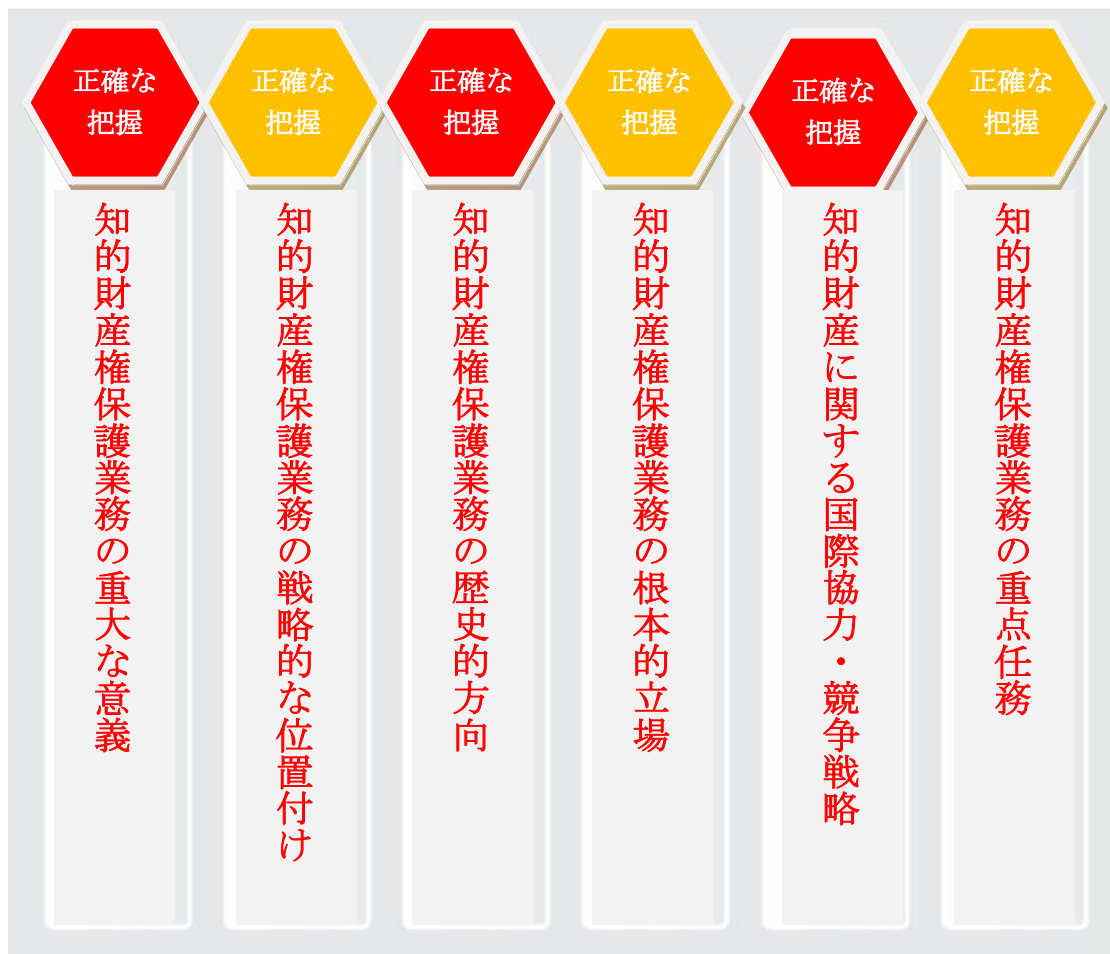 正確な
把握
知的財産権保護業務の重大な意義
正確な
把握
知的財産権保護業務の戦略的な位置付け
正確な
把握
知的財産権保護業務の歴史的方向
正確な
把握
知的財産権保護業務の根本的立場
正確な
把握
知的財産に関する国際協力・競争戦略
正確な
把握
知的財産権保護業務の重点任務